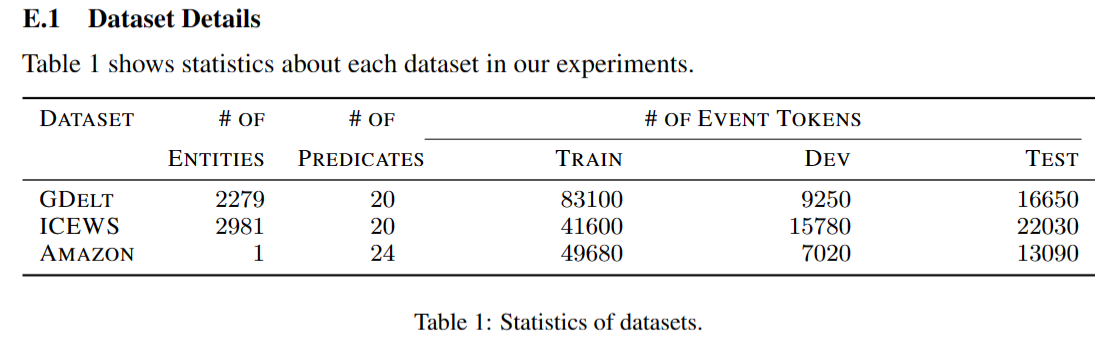 E.1 Dataset Details
Table 1 shows statistics about each dataset in our experiments.
DATASET # OF # OF # OF EVENT TOKENS
ENTITIES PREDICATES TRAIN DEV TEST
GDELT 2279 20 83100 9250 16650
ICEWS 2981 20 41600 15780 22030
AMAZON 1 24 49680 7020 13090
Table 1: Statistics of datasets.